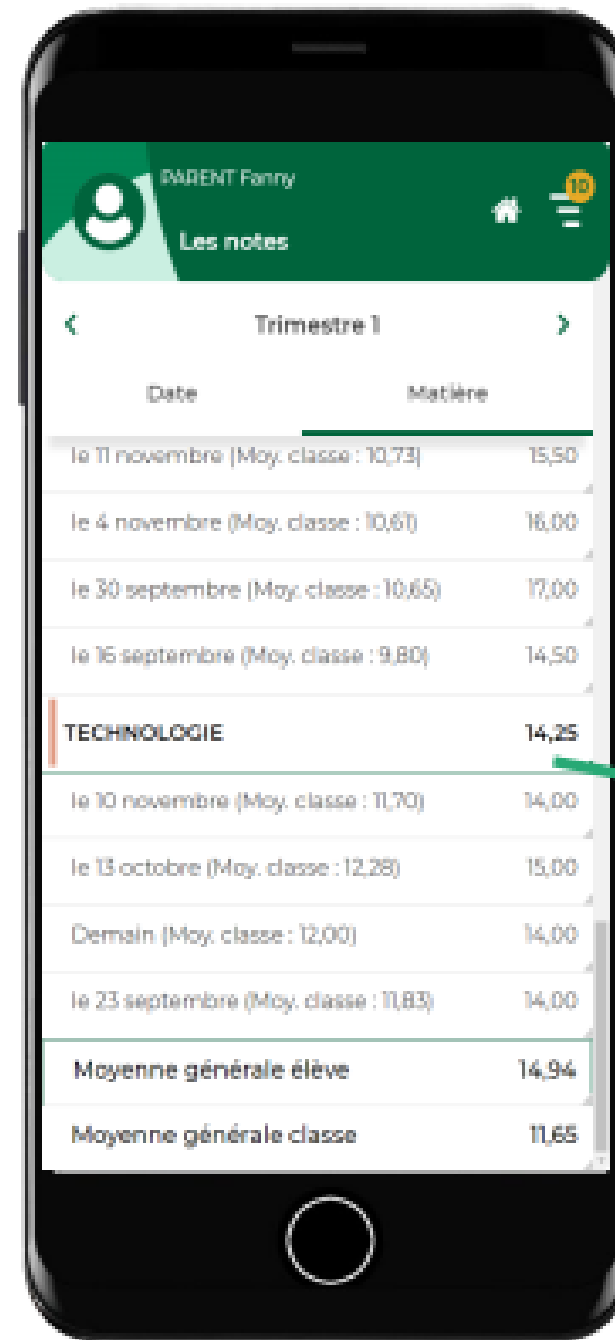 PARENT Fanny
10
Les notes
Trimestre 1
Date Matière
le 11 novembre (Moy. classe : 10,73) 15,50
le 4 novembre (Moy. classe : 10,61) 16,00
le 30 septembre (Moy. classe : 10,65) 17,00
le 16 septembre (Moy. classe : 9,80) 14,50
TECHNOLOGIE 14,25
le 10 novembre (Moy. classe : 11,70) 14,00
le 13 octobre (Moy. classe : 12,28) 15,00
Demain (Moy. classe : 12,00) 14,00
le 23 septembre (Moy. classe : 11,83) 14,00
Moyenne générale élève 14,94
Moyenne générale classe 11,65